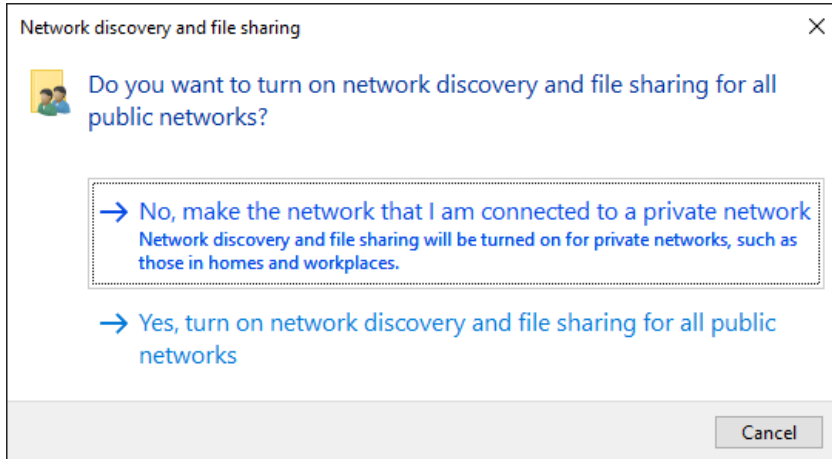 Network discovery and file sharing
Do you want to turn on network discovery and file sharing for all
public networks?
No, make the network that I am connected to a private network
Network discovery and file sharing will be turned on for private networks, such as
those in homes and workplaces.
Yes, turn on network discovery and file sharing for all public
networks
Cancel